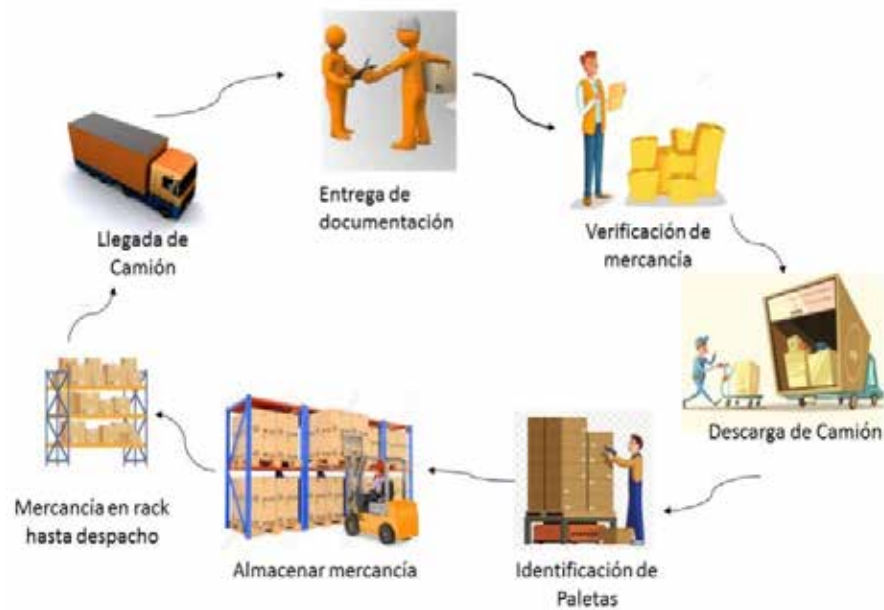 Entrega de
documentación
Verificación de
mercancía
Llegada de
Camión
Descarga de Camión
Mercancía en rack
hasta despacho
Almacenar mercancía
Identificación de
Paletas